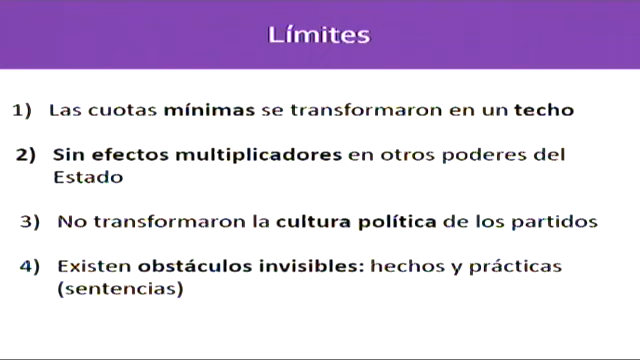 Límites
1) Las cuotas mínimas se transformaron en un techo
2) Sin efectos multiplicadores en otros poderes del
Estado
3) No transformaron la cultura política de los partidos
4) Existen obstáculos invisibles: hechos y prácticas
(sentencias)